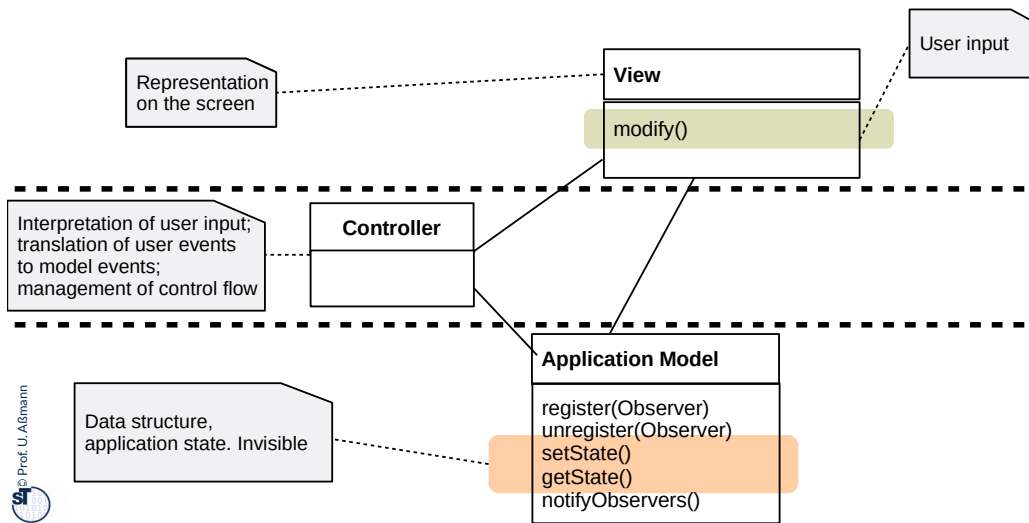 User input
View
Representation
on the screen
modify()
Interpretation of user input;
translation of user events
to model events;
management of control flow
Controller
Application Model
register(Observer)
unregister(Observer)
setState()
getState()
notifyObservers()
Data structure,
application state. Invisible
© Prof. U. Aßmann
ST